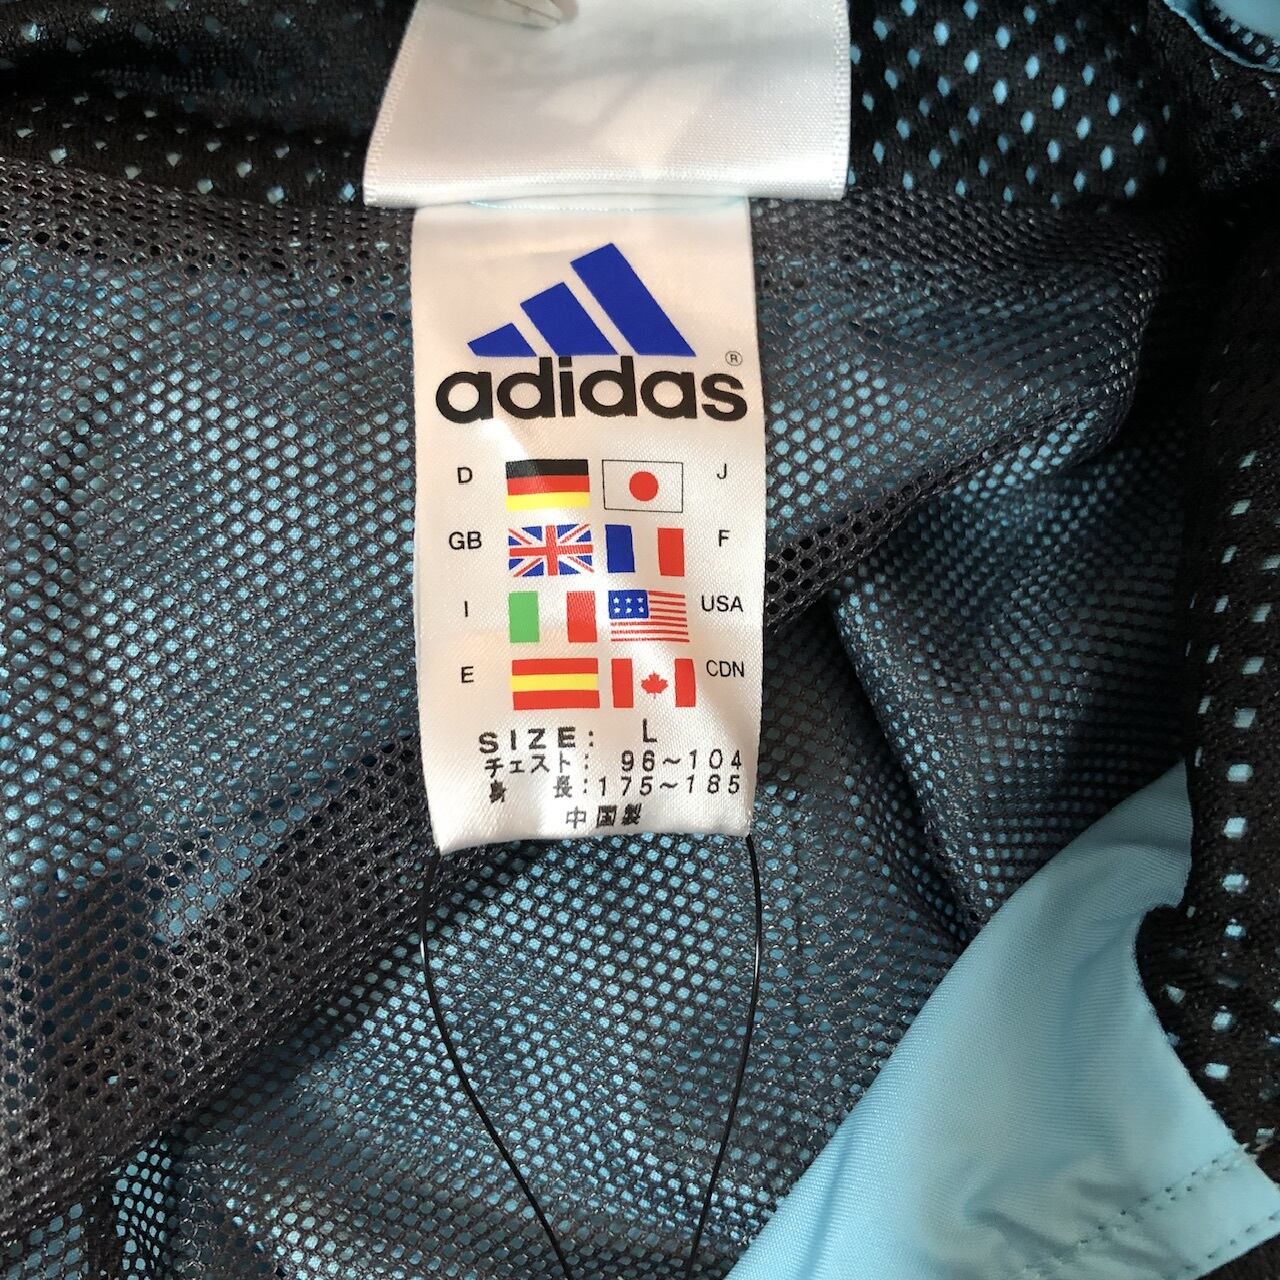 adidas®
D J
GB F
I USA
E CDN
SIZE: L
チェスト: 96~104
身 長:175~185
中国製